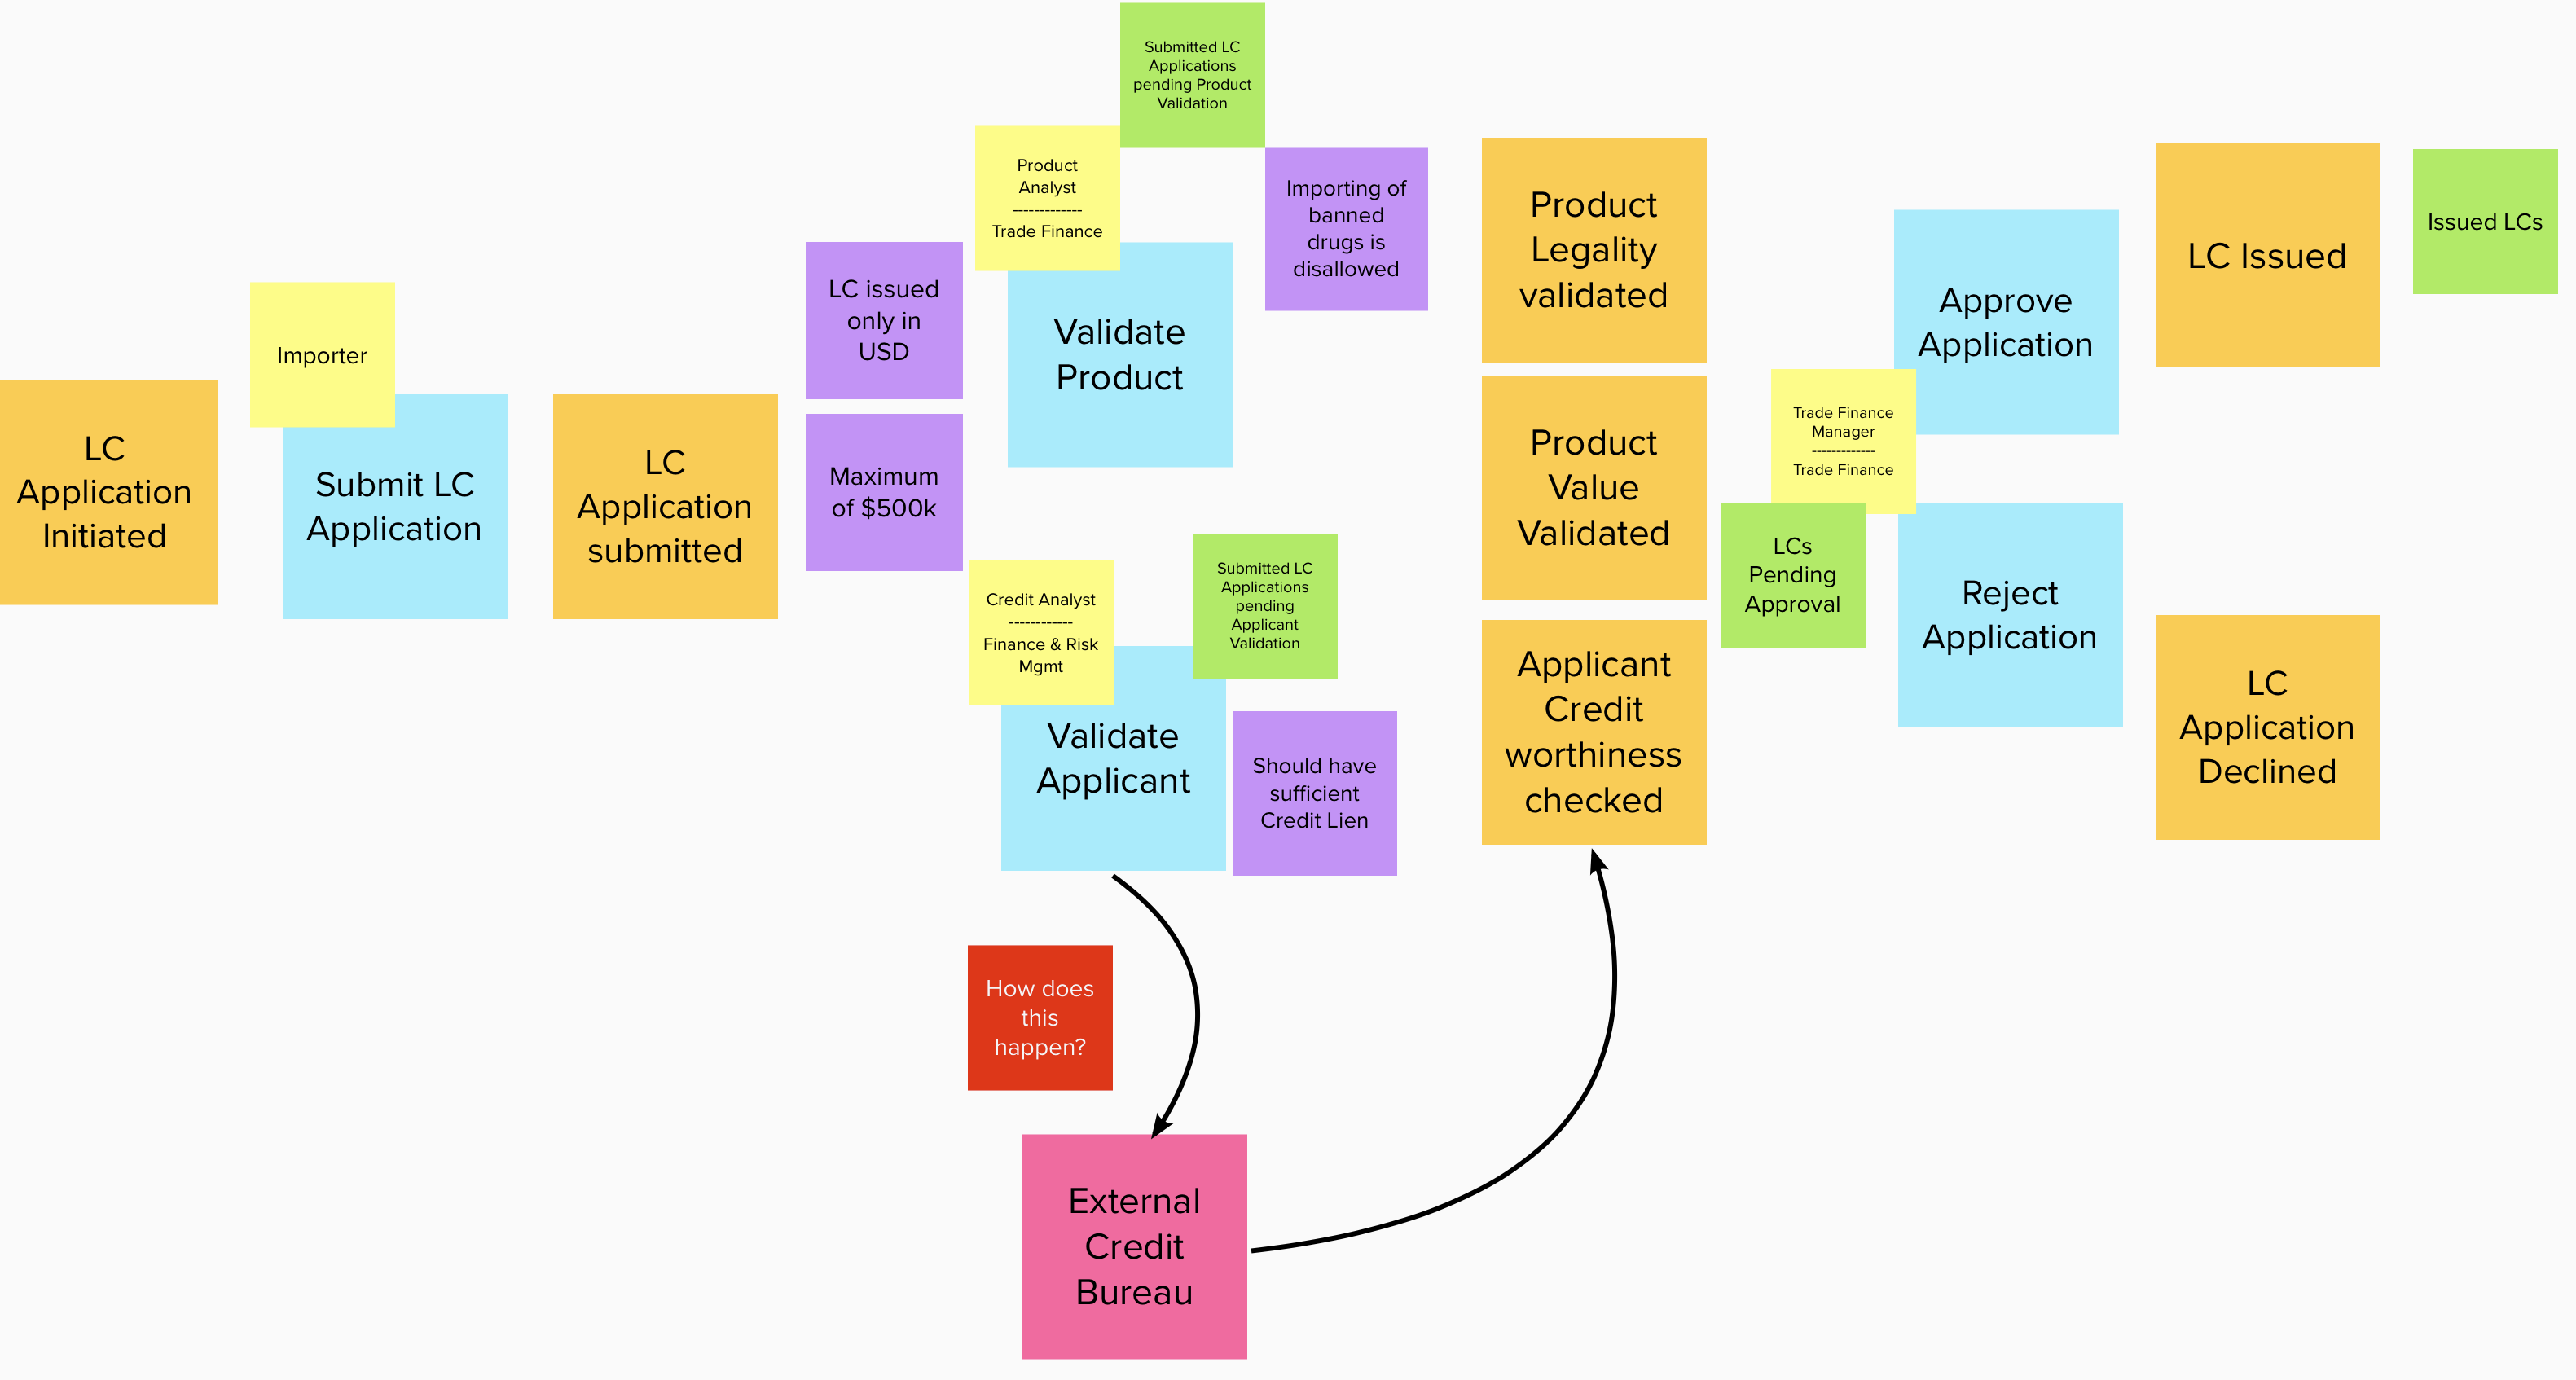 LC
Application
Initiated
Importer
Submit LC
Application
LC
Application
submitted
LC issued
only in
USD
Maximum
of $500k
Product
Analyst
-------------
Trade Finance
Submitted LC
Applications
pending Product
Validation
Importing of
banned
drugs is
disallowed
Validate
Product
Credit Analyst
------------
Finance & Risk
Mgmt
Submitted LC
Applications
pending
Applicant
Validation
Validate
Applicant
Should have
sufficient
Credit Lien
How does
this
happen?
External
Credit
Bureau
Product
Legality
validated
Product
Value
Validated
Applicant
Credit
worthiness
checked
Trade Finance
Manager
-------------
Trade Finance
LCs
Pending
Approval
Approve
Application
Reject
Application
LC Issued
Issued LCs
LC
Application
Declined